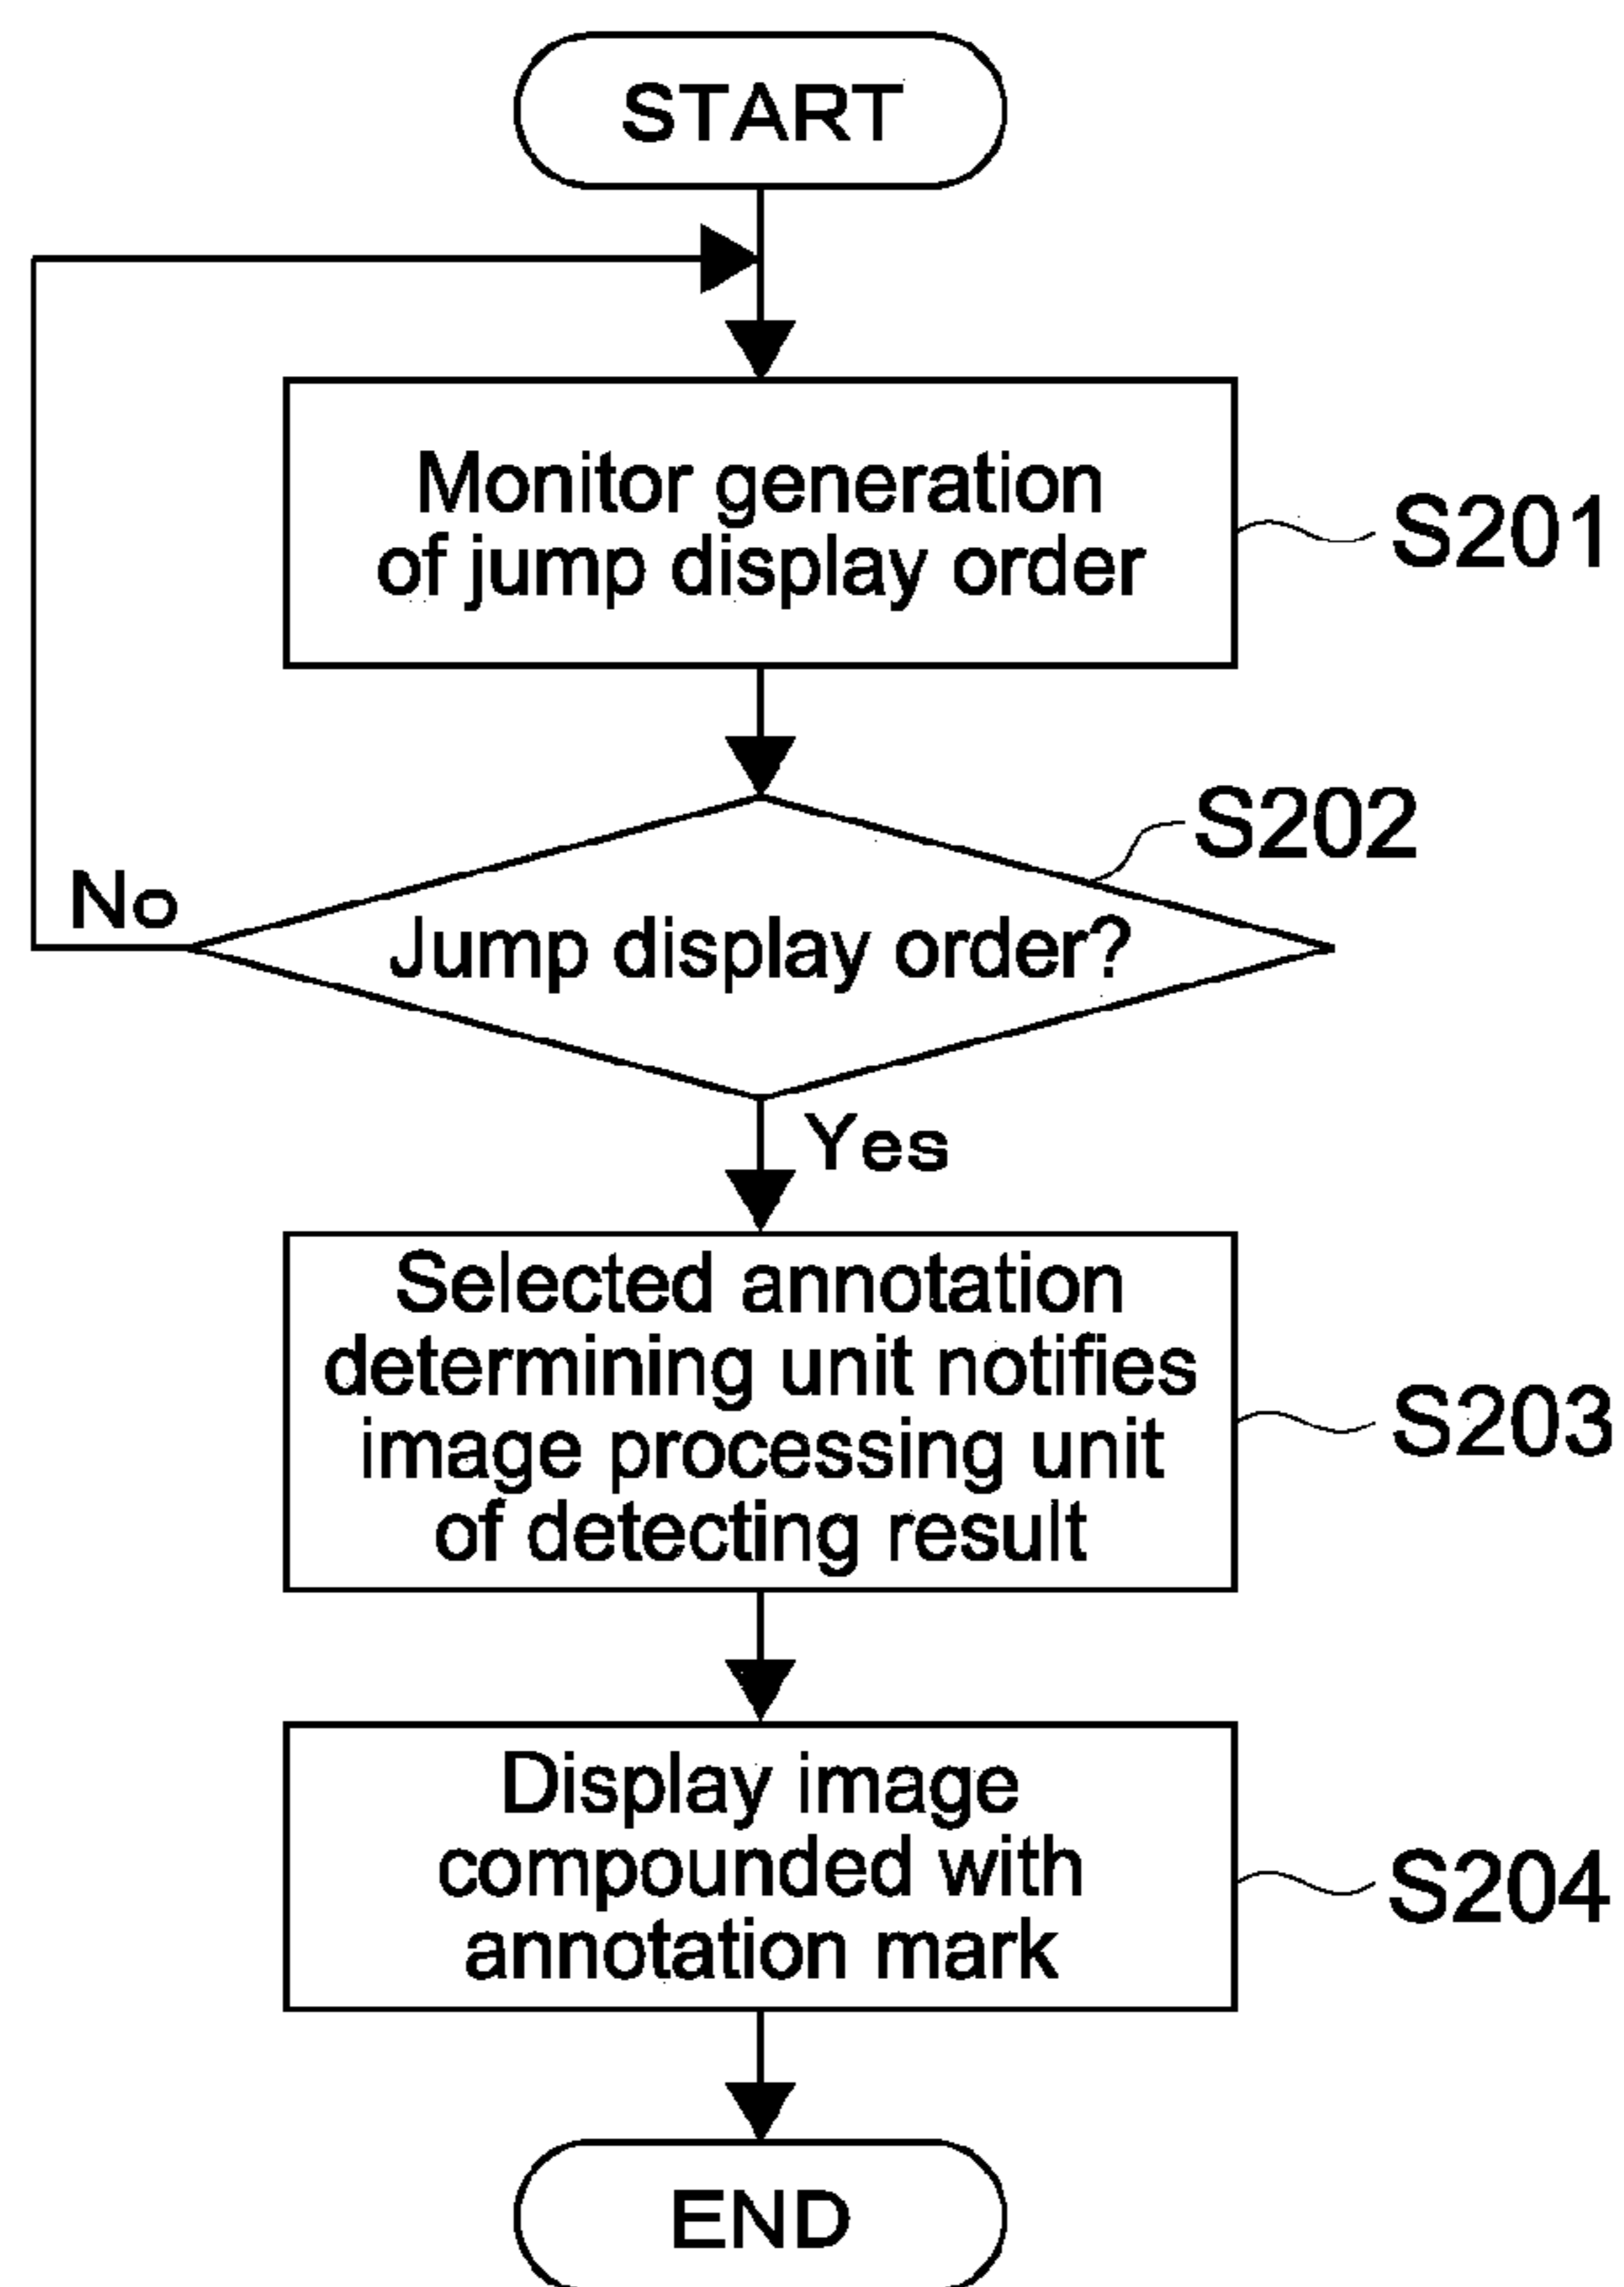 START
Monitor generation
of jump display order
S201
S202
No
Jump display order?
Yes
Selected annotation
determining unit notifies
image processing unit
of detecting result
S203
Display image
compounded with
annotation mark
S204
END